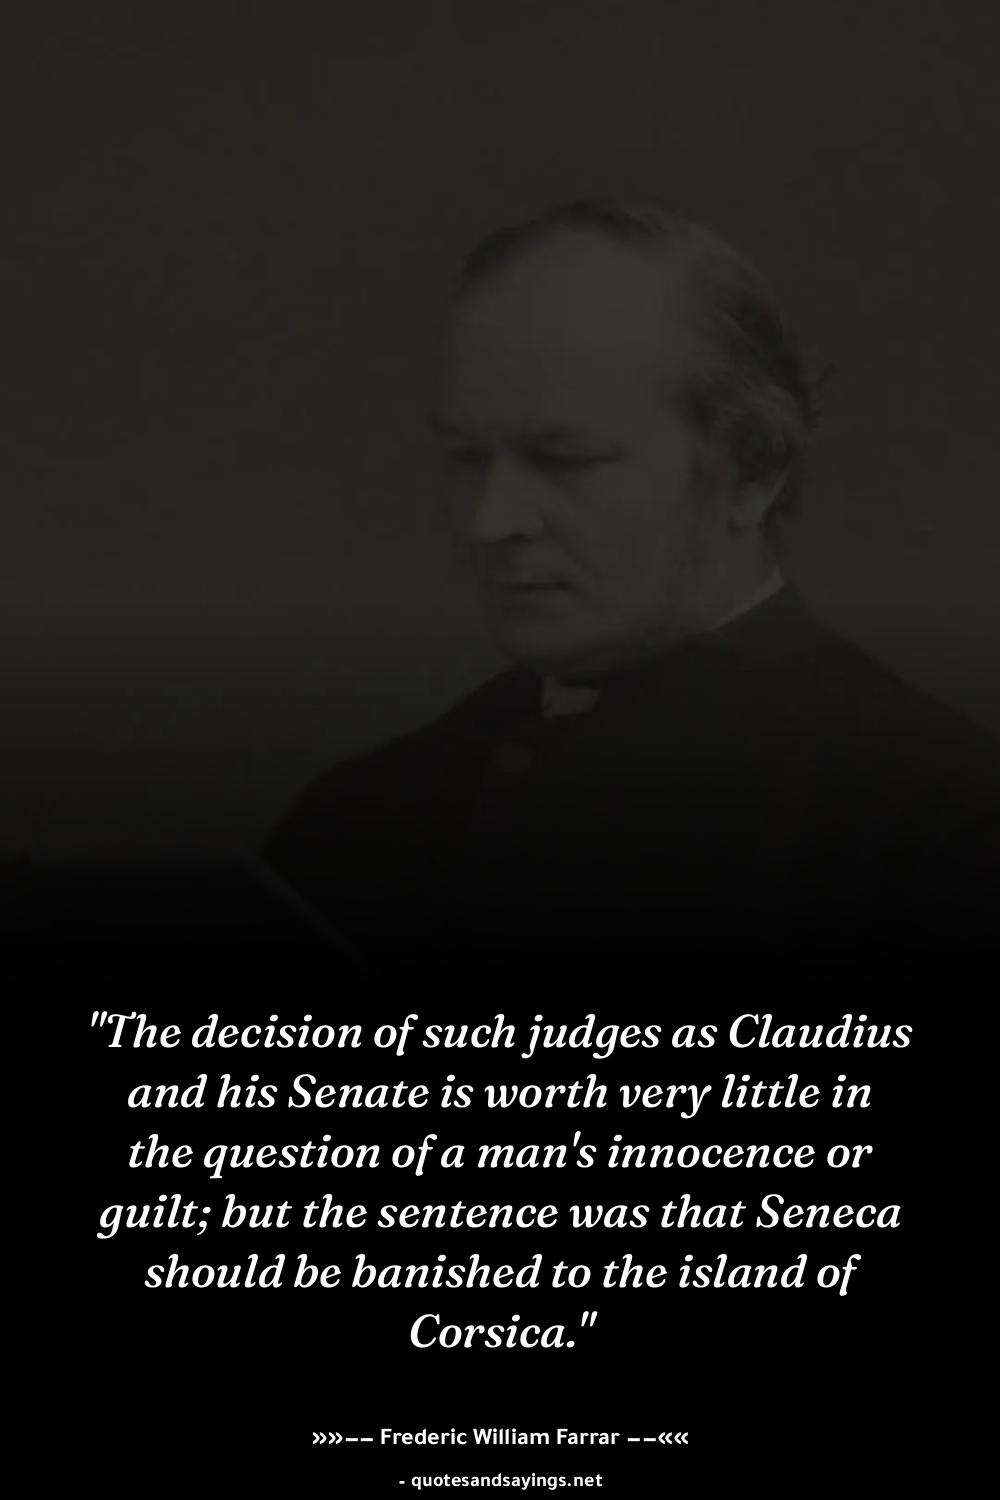 "The decision of such judges as Claudius
and his Senate is worth very little in
the question of a man's innocence or
guilt; but the sentence was that Seneca
should be banished to the island of
Corsica."
»»–– Frederic William Farrar ––««
- quotesandsayings.net